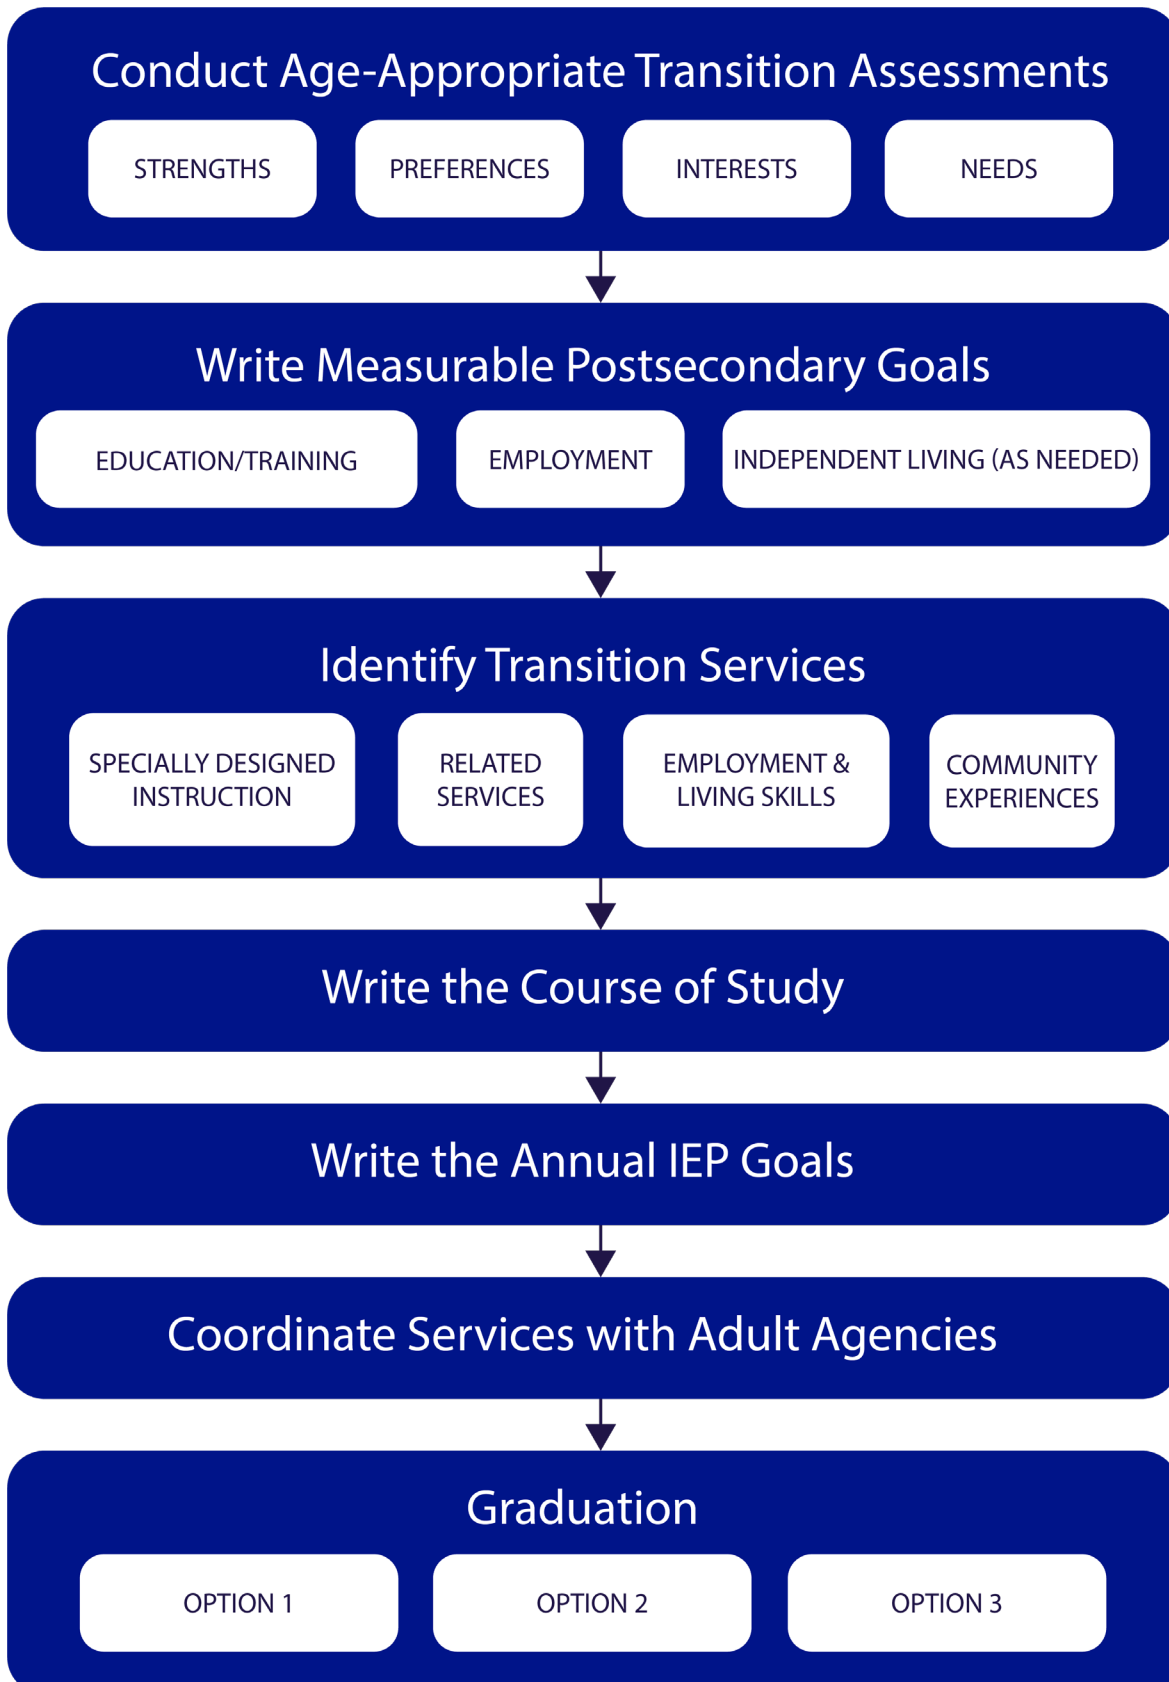 Conduct Age-Appropriate Transition Assessments
STRENGTHS
PREFERENCES
INTERESTS
NEEDS
Write Measurable Postsecondary Goals
EDUCATION/TRAINING
EMPLOYMENT
INDEPENDENT LIVING (AS NEEDED)
Identify Transition Services
SPECIALLY DESIGNED
INSTRUCTION
RELATED
SERVICES
EMPLOYMENT &
LIVING SKILLS
COMMUNITY
EXPERIENCES
Write the Course of Study
Write the Annual IEP Goals
Coordinate Services with Adult Agencies
Graduation
OPTION 1
OPTION 2
OPTION 3